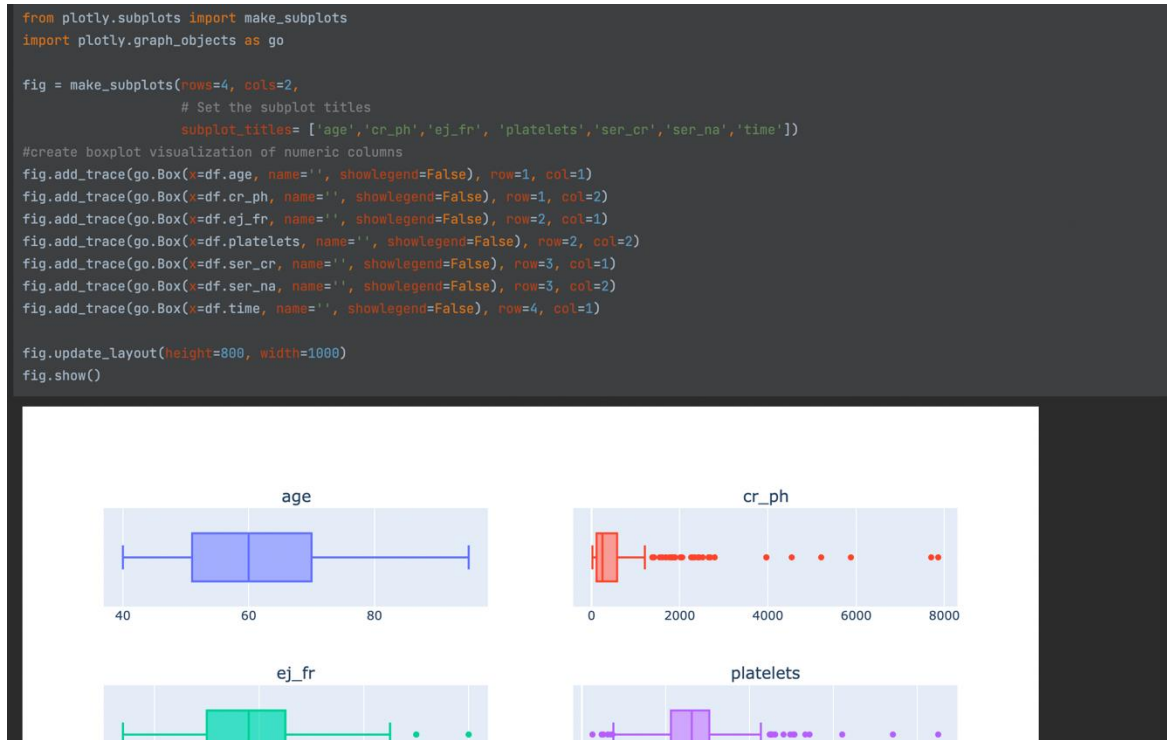 from plotly.subplots import make_subplots
import plotly.graph_objects as go
fig = make_subplots(rows=4, cols=2,
# Set the subplot titles
subplot_titles= ['age','cr_ph','ej_fr', 'platelets','ser_cr','ser_na','time'])
#create boxplot visualization of numeric columns
fig.add_trace(go.Box(x=df.age, name='', showlegend=False), row=1, col=1)
fig.add_trace(go.Box(x=df.cr_ph, name='', showlegend=False), row=1, col=2)
fig.add_trace(go.Box(x=df.ej_fr, name='', showlegend=False), row=2, col=1)
fig.add_trace(go.Box(x=df.platelets, name='', showlegend=False), row=2, col=2)
fig.add_trace(go.Box(x=df.ser_cr, name='', showlegend=False), row=3, col=1)
fig.add_trace(go.Box(x=df.ser_na, name='', showlegend=False), row=3, col=2)
fig.add_trace(go.Box(x=df.time, name='', showlegend=False), row=4, col=1)
fig.update_layout(height=800, width=1000)
fig.show()
age
40 60 80
cr_ph
0 2000 4000 6000 8000
ej_fr
platelets